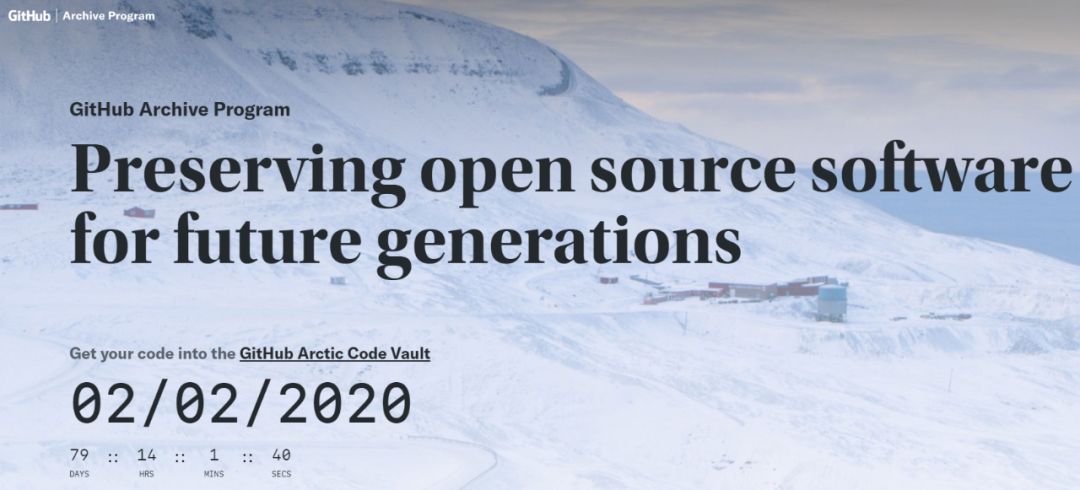 GitHub | Archive Program
GitHub Archive Program
Preserving open source software
for future generations
Get your code into the GitHub Arctic Code Vault
02/02/2020
79 :: 14 :: 1 :: 40
DAYS HRS MINS SECS